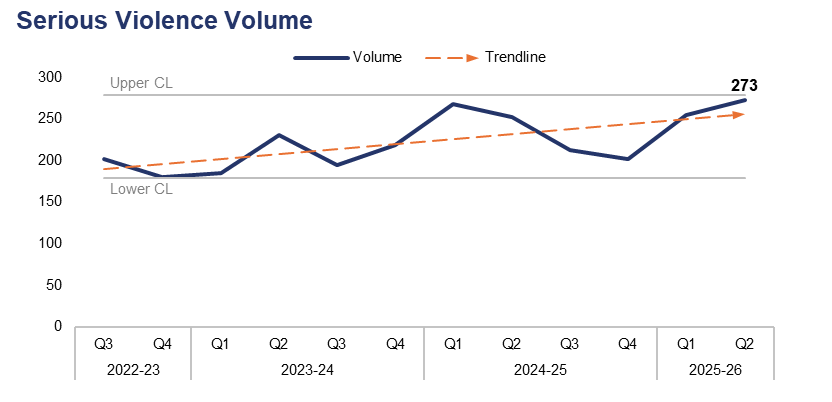 Serious Violence Volume
Volume Trendline
300
Upper CL
273
250
200
Lower CL
150
100
50
0
Q3 Q4 Q1 Q2 Q3 Q4 Q1 Q2 Q3 Q4 Q1 Q2
2022-23 2023-24 2024-25 2025-26